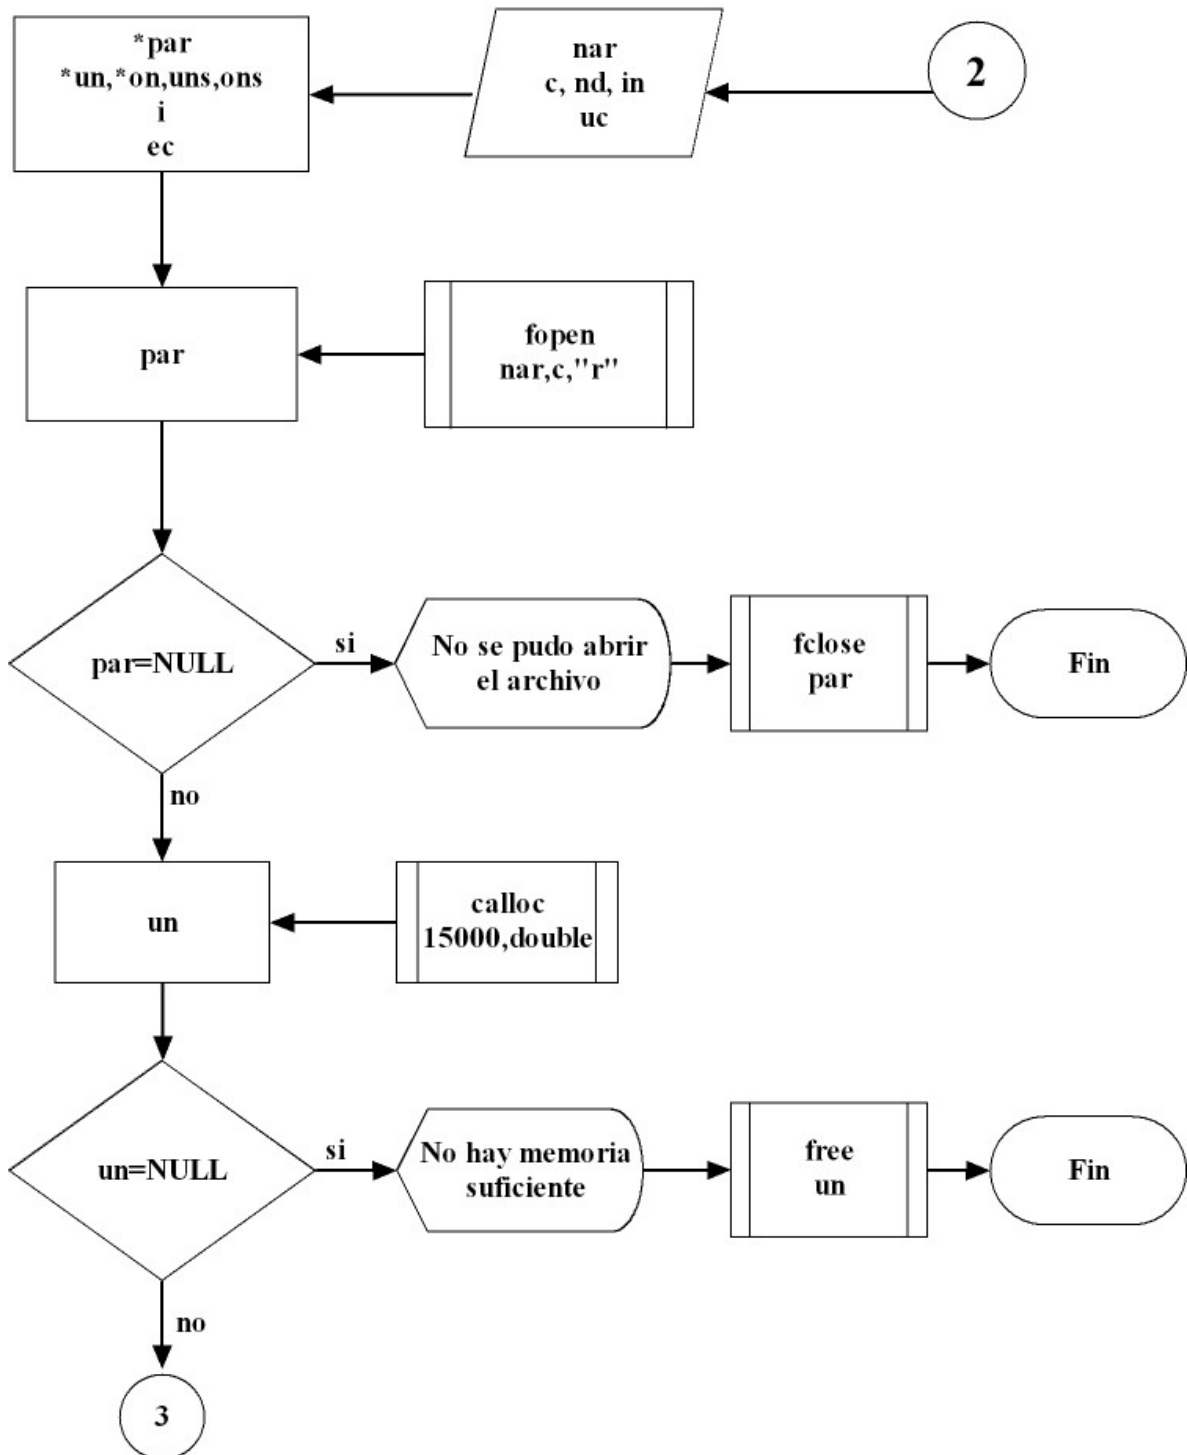 *par
*un,*on,uns,ons
i
ec
nar
c, nd, in
uc
2
par
fopen
nar,c,"r"
par=NULL
si
No se pudo abrir
el archivo
fclose
par
Fin
no
un
calloc
15000,double
un=NULL
si
No hay memoria
suficiente
free
un
Fin
no
3